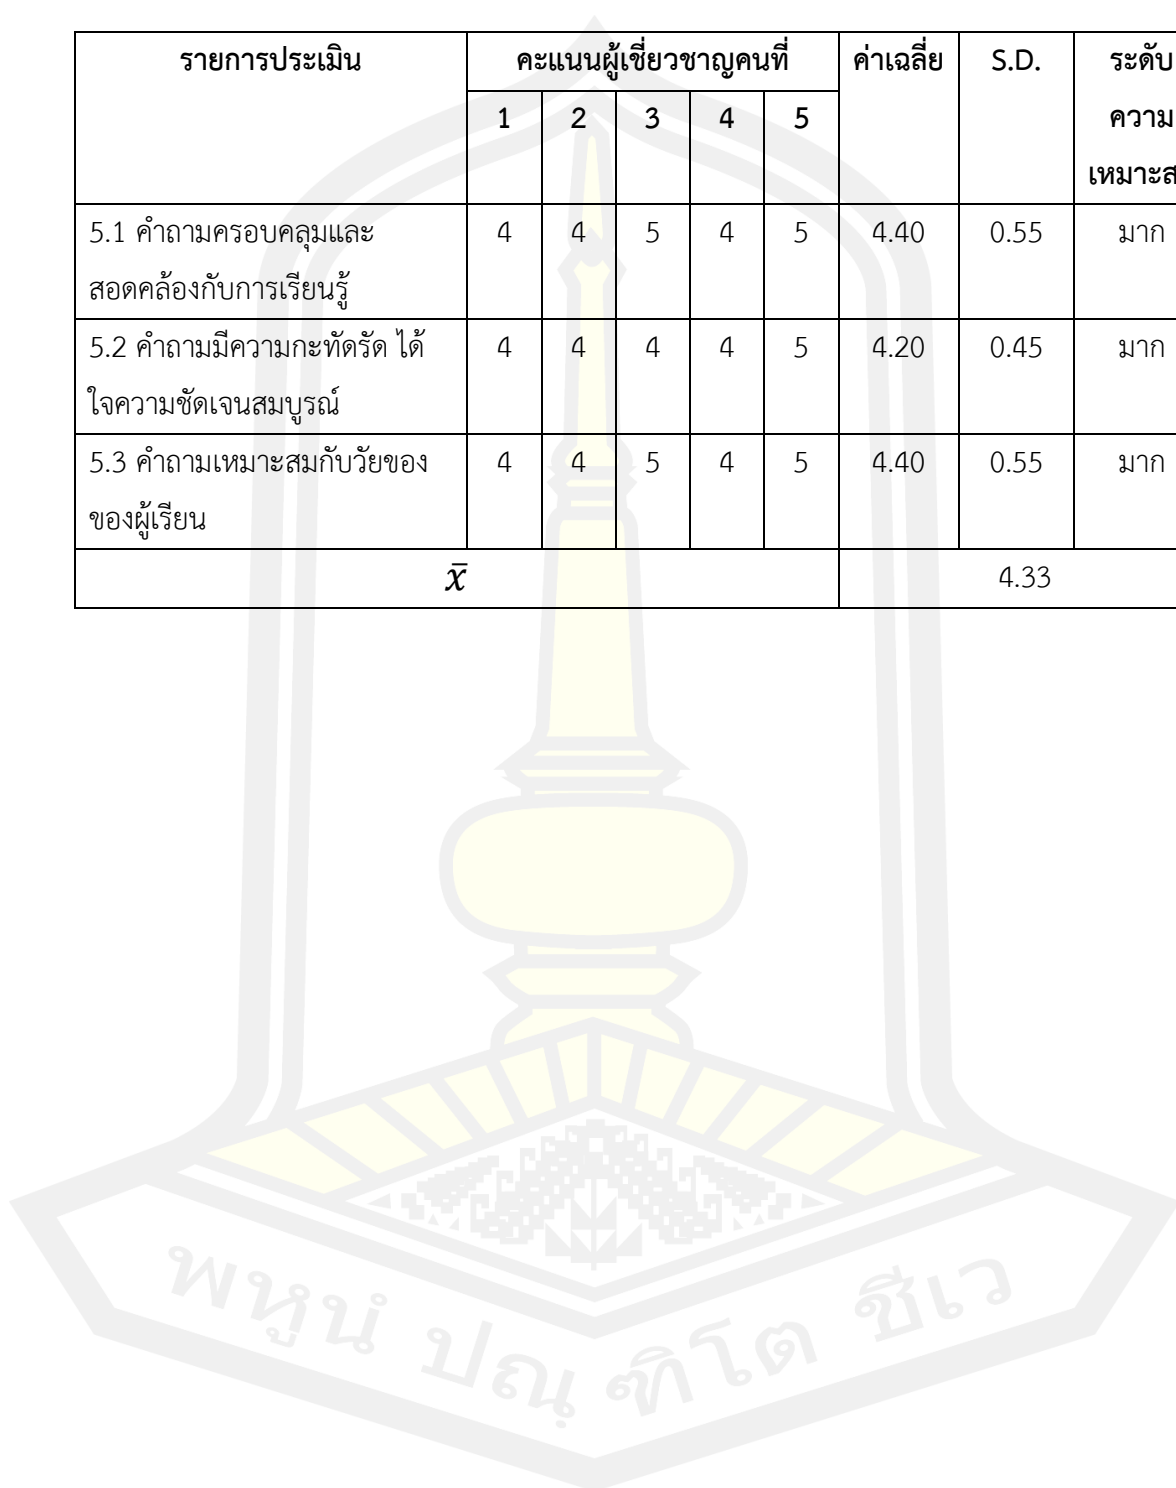 รายการประเมิน คะแนนผู้เชี่ยวชาญคนที่ ค่าเฉลี่ย S.D. ระดับ
1 2 3 4 5 ความ
เหมาะส
5.1 คำถามครอบคลุมและ 4 4 5 4 5 4.40 0.55 มาก
สอดคล้องกับการเรียนรู้
5.2 คำถามมีความกะทัดรัด ได้ 4 4 4 4 5 4.20 0.45 มาก
ใจความชัดเจนสมบูรณ์
5.3 คำถามเหมาะสมกับวัยของ 4 4 5 4 5 4.40 0.55 มาก
ของผู้เรียน
x̄ 4.33
พหูนํ ปณฺฑิโต ชีเว